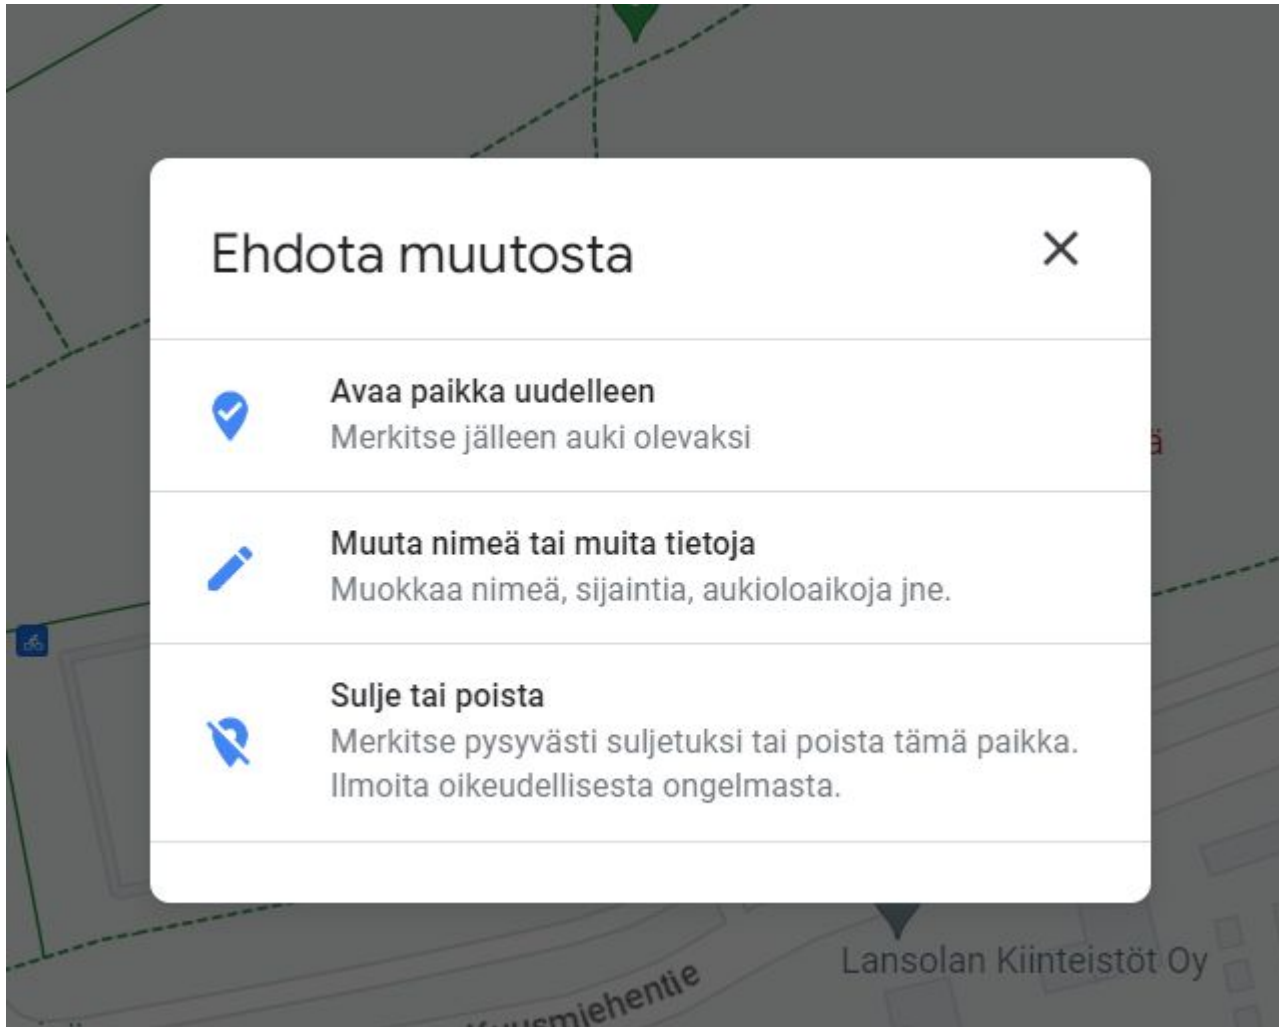 Ehdota muutosta
Avaa paikka uudelleen
Merkitse jälleen auki olevaksi
Muuta nimeä tai muita tietoja
Muokkaa nimeä, sijaintia, aukioloaikoja jne.
Sulje tai poista
Merkitse pysyvästi suljetuksi tai poista tämä paikka.
Ilmoita oikeudellisesta ongelmasta.
Lansolan Kiinteistöt Oy